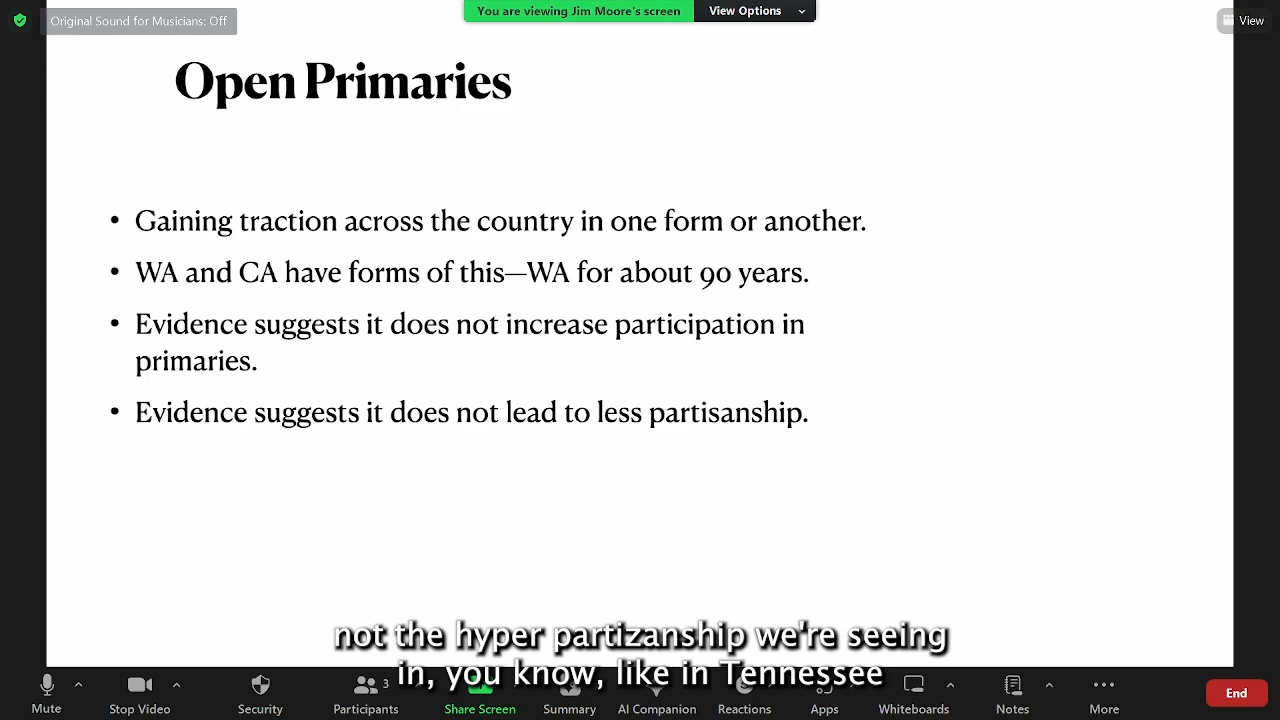 Original Sound for Musicians: Off
You are viewing Jim Moore's screen
View Options
View
Open Primaries
• Gaining traction across the country in one form or another.
• WA and CA have forms of this—WA for about 90 years.
• Evidence suggests it does not increase participation in
primaries.
• Evidence suggests it does not lead to less partisanship.
not the hyper partizanship we're seeing
in, you know, like in Tennessee
Mute
Stop Video
Security
Participants
3
Share Screen
Summary
AI Companion
Reactions
Apps
Whiteboards
Notes
More
End